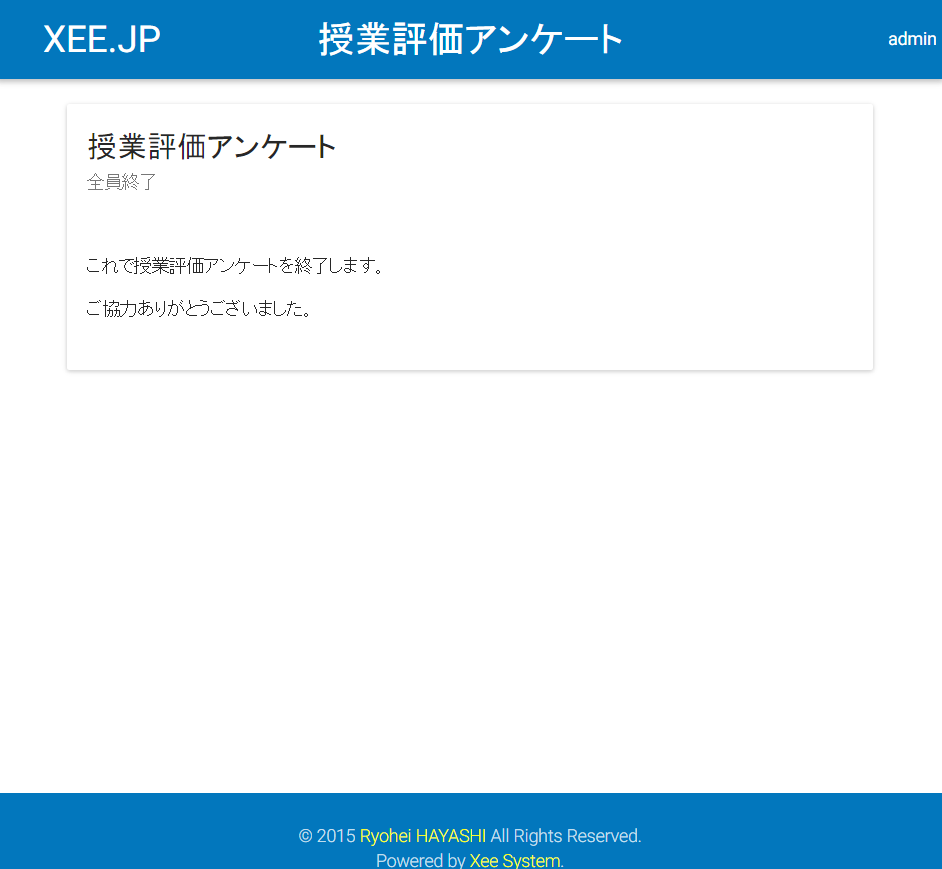 XEE.JP 授業評価アンケート admin
授業評価アンケート
全員終了
これで授業評価アンケートを終了します。
ご協力ありがとうございました。
© 2015 Ryohei HAYASHI All Rights Reserved.
Powered by Xee System.